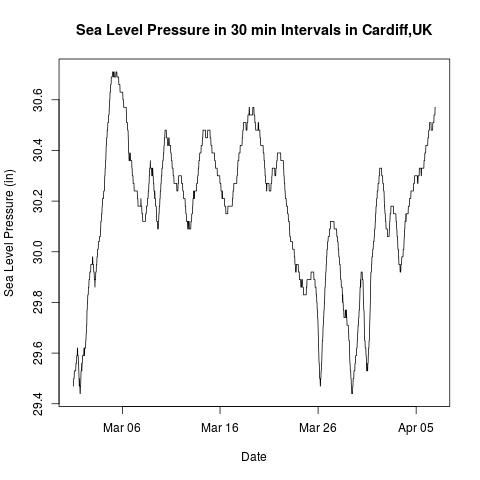 Sea Level Pressure in 30 min Intervals in Cardiff,UK
Sea Level Pressure (in)
30.6
30.4
30.2
30.0
29.8
29.6
29.4
Mar 06 Mar 16 Mar 26 Apr 05
Date